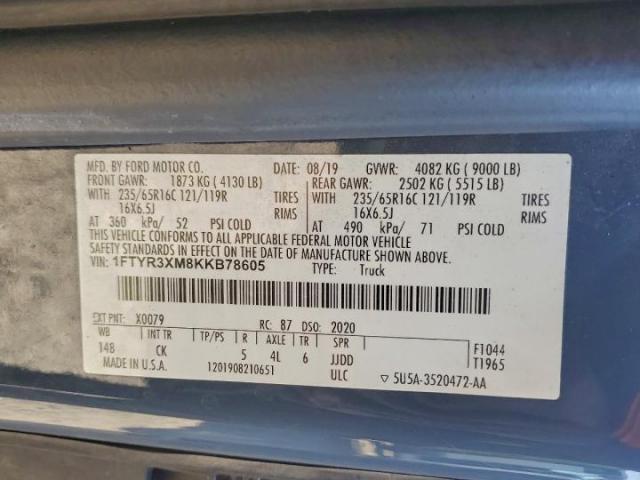 MFD. BY FORD MOTOR CO. DATE: 08/19 GVWR: 4082 KG ( 9000 LB)
FRONT GAWR: 1873 KG ( 4130 LB) REAR GAWR: 2502 KG ( 5515 LB)
WITH 235/65R16C 121/119R TIRES WITH 235/65R16C 121/119R TIRES
16X6.5J RIMS 16X6.5J RIMS
AT 360 kPa/ 52 PSI COLD AT 490 kPa/ 71 PSI COLD
THIS VEHICLE CONFORMS TO ALL APPLICABLE FEDERAL MOTOR VEHICLE
SAFETY STANDARDS IN EFFECT ON THE DATE OF MANUFACTURE SHOWN ABOVE.
VIN: 1FTYR3XM8KKB78605 TYPE: Truck
EXT PNT: X0079 RC: 87 DSO: 2020
WB INT TR TP/PS R AXLE TR SPR F1044
148 CK 5 4L 6 JJDD T1965
MADE IN U.S.A. 1201908210651 ULC ▽ 5U5A-3520472-AA